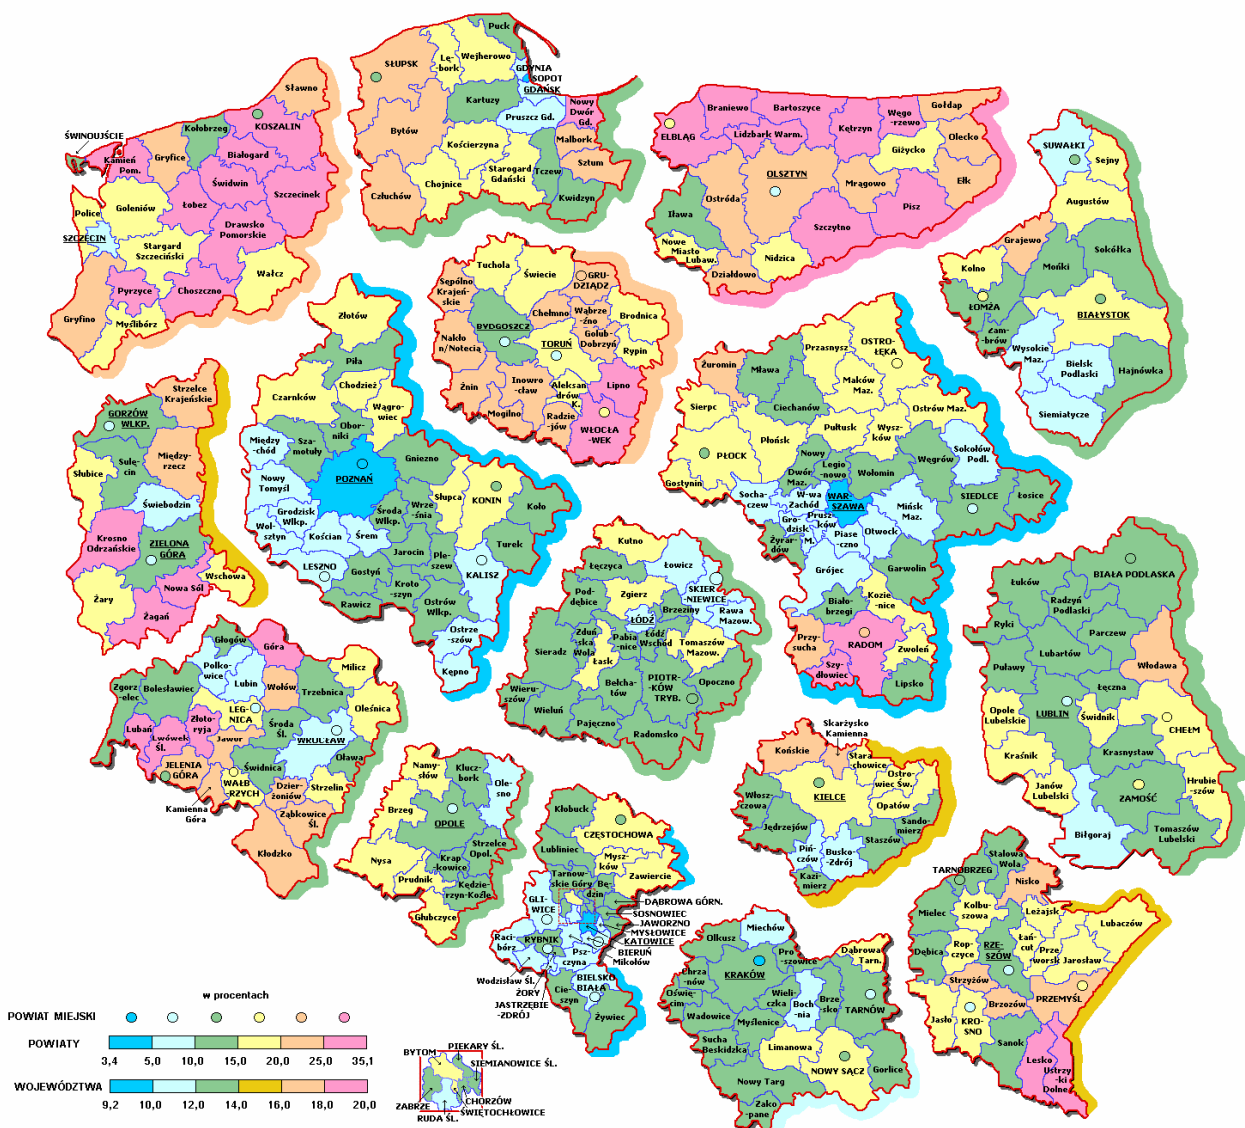 Puck
SŁUPSK
Lę-
-bork
Wejherowo
GDYNIA
SOPOT
GDAŃSK
Kartuzy
Pruszcz Gd.
Nowy
Dwór
Gd.
Bytów
Malbork
Kościerzyna
Sztum
Starogard
Gdański
Tczew
Chojnice
Człuchów
Kwidzyn
Sławno
ŚWINOUJŚCIE
Kołobrzeg
KOSZALIN
Kamień
Pom.
Gryfice
Białogard
Świdwin
Szczecinek
Goleniów
Łobez
Police
SZCZECIN
Drawsko
Pomorskie
Stargard
Szczeciński
Wałcz
Pyrzyce
Choszczno
Gryfino
Myślibórz
ELBLĄG
Braniewo
Bartoszyce
Lidzbark Warm.
Kętrzyn
Węgo
-rzewo
Gołdap
Olecko
Giżycko
OLSZTYN
Mrągowo
Ełk
Ostróda
Pisz
Iława
Szczytno
Nowe
Miasto
Lubaw.
Nidzica
Działdowo
SUWAŁKI
Sejny
Augustów
Grajewo
Sokółka
Kolno
Mońki
ŁOMŻA
BIAŁYSTOK
Zam-
-brów
Wysokie
Maz.
Bielsk
Podlaski
Hajnówka
Siemiatycze
Tuchola
Świecie
Sępólno
Krajeń-
-skie
GRU-
DZIĄDZ
Chełmno
Wąbrze
-źno
Brodnica
BYDGOSZCZ
TORUŃ
Golub-
Dobrzyń
Nakło
n/Notecią
Rypin
Żnin
Inowro-
-cław
Aleksan
-drów
K.
Lipno
Mogilno
Radzie
-jów
WŁOCŁA
-WEK
Złotów
Piła
Chodzież
Czarnków
Wągro-
-wiec
Obor-
niki
Między
-chód
Sza-
motuły
Gniezno
Nowy
Tomyśl
POZNAŃ
Słupca
KONIN
Koło
Grodzisk
Wlkp.
Środa
Wlkp.
Wrze-
-śnia
Wol-
-sztyn
Kościan
Śrem
Turek
Jarocin
Ple-
szew
LESZNO
Gostyń
KALISZ
Kroto
-szyn
Rawicz
Ostrów
Wlkp.
Ostrze-
-szów
Kępno
Strzelce
Krajeńskie
GORZÓW
WLKP.
Sulę-
cin
Między-
-rzecz
Słubice
Świebodzin
Krosno
Odrzańskie
ZIELONA
GÓRA
Wschowa
Nowa Sól
Żary
Żagań
Żuromin
Mława
Przasnysz
OSTRO-
-ŁĘKA
Maków
Maz.
Ciechanów
Sierpc
Ostrów Maz.
Pułtusk
Płońsk
Wysz-
ków
PŁOCK
Nowy
Dwór
Maz.
Legio
-nowo
Wołomin
Węgrów
Sokołów
Podl.
Gostynin
Socha-
-czew
W-wa
Zachód
WAR-
SZAWA
SIEDLCE
Łosice
Mińsk
Maz.
Prusz
-ków
Gro-
-dzisk
M.
Otwock
Piase
-czno
Żyrar-
dów
Grójec
Garwolin
Biało-
brzegi
Kozie
-nice
Przy-
sucha
RADOM
Zwoleń
Szy-
dłowiec
Lipsko
Kutno
Łęczyca
Łowicz
Pod-
dębice
Zgierz
SKIER
-NIEWICE
Brzeziny
Rawa
Mazow.
ŁÓDŹ
Sieradz
Zduń
-ska
Wola
Pabia
-nice
Łódź
Wschód
Tomaszów
Mazow.
Łask
Beł-
cha-
tów
PIOTR-
KÓW
TRYB.
Opoczno
Wieru-
szów
Wieluń
Pajęczno
Radomsko
BIAŁA PODLASKA
Łuków
Radzyń
Podlaski
Ryki
Parczew
Włodawa
Lubartów
Puławy
Łęczna
LUBLIN
Świdnik
CHEŁM
Opole
Lubelskie
Krasnystaw
Kraśnik
Janów
Lubelski
ZAMOŚĆ
Hrubie
-szów
Biłgoraj
Tomaszów
Lubelski
Głogów
Góra
Polko-
wice
Lubin
Milicz
Wołów
Trzebnica
Zgorz
-elec
Bolesławiec
LEG-
NICA
Oleśnica
Lubań
Złoto-
ryja
Środa
Śl.
WROCŁAW
Lwówek
Śl.
Jawor
Oława
JELENIA
GÓRA
WAŁB
-RZYCH
Świdnica
Strzelin
Kamienna
Góra
Dzier-
żoniów
Ząbkowice
Śl.
Kłodzko
Namy-
słów
Klucz-
bork
Ole-
sno
Brzeg
OPOLE
Strzelce
Opol.
Nysa
Krap
-kowice
Prudnik
Kędzie-
rzyn-Koźle
Głubczyce
Skarżysko
Kamienna
Końskie
Stara
chowice
Ostro-
wiec Św.
KIELCE
Opatów
Włosz-
czowa
Sando-
mierz
Jędrzejów
Staszów
Piń-
czów
Busko-
Zdrój
Kazi-
mierz
Kłobuck
CZĘSTOCHOWA
Lubliniec
Mysz-
ków
Zawiercie
Tarnow-
skie Góry
Bę-
dzin
GLI-
WICE
DĄBROWA GÓRN.
SOSNOWIEC
JAWORZNO
MYSŁOWICE
KATOWICE
BIERUŃ
Mikołów
Raci-
bórz
RYBNIK
Psz-
czyna
Wodzisław Śl.
ŻORY
JASTRZĘBIE
-ZDRÓJ
BIELSKO
BIAŁA
Cie-
szyn
Żywiec
Miechów
Olkusz
Pro-
szowice
Dąbrowa
Tarn.
Chrza
nów
KRAKÓW
Oświę-
cim
Wieli-
czka
Boch
-nia
Brze-
-sko
TARNÓW
Wadowice
Myślenice
Sucha
Beskidzka
Limanowa
NOWY SĄCZ
Gorlice
Nowy Targ
Zako
-pane
Stalowa
Wola
TARNOBRZEG
Nisko
Mielec
Kolbu-
szowa
Leżajsk
Lubaczów
Dębica
Rop-
czyce
RZE-
SZÓW
Łań-
cut
Prze
-worsk
Jarosław
Strzyżów
PRZEMYŚL
Brzozów
Jasło
KRO-
SNO
Sanok
Lesko
Ustrzy
-ki
Dolne
w procentach
POWIAT MIEJSKI
POWIATY
3,4 5,0 10,0 15,0 20,0 25,0 35,1
WOJEWÓDZTWA
9,2 10,0 12,0 14,0 16,0 18,0 20,0
PIEKARY ŚL.
BYTOM
SIEMIANOWICE ŚL.
CHORZÓW
ZABRZE
ŚWIĘTOCHŁOWICE
RUDA ŚL.